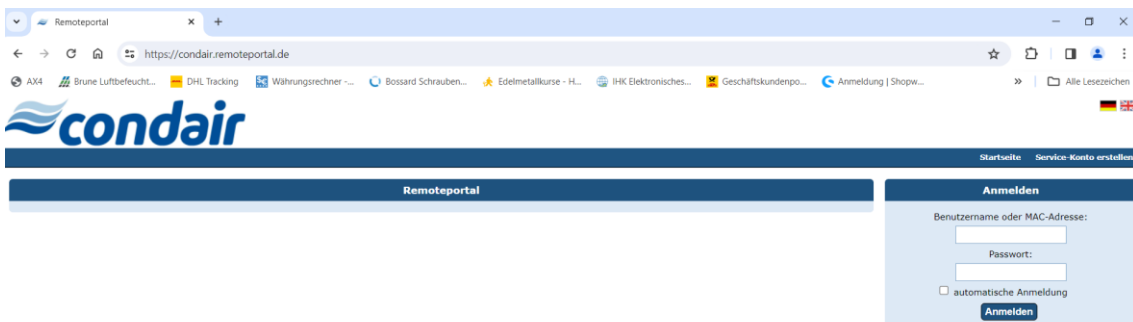 Remoteportal
https://condair.remoteportal.de
AX4 Brune Luftbefeucht... DHL Tracking Währungsrechner -... Bossard Schrauben... Edelmetallkurse - H... IHK Elektronisches... Geschäftskundenpo... Anmeldung | Shopw... » Alle Lesezeichen
condair
Startseite Service-Konto erstellen
Remoteportal
Anmelden
Benutzername oder MAC-Adresse:
Passwort:
automatische Anmeldung
Anmelden